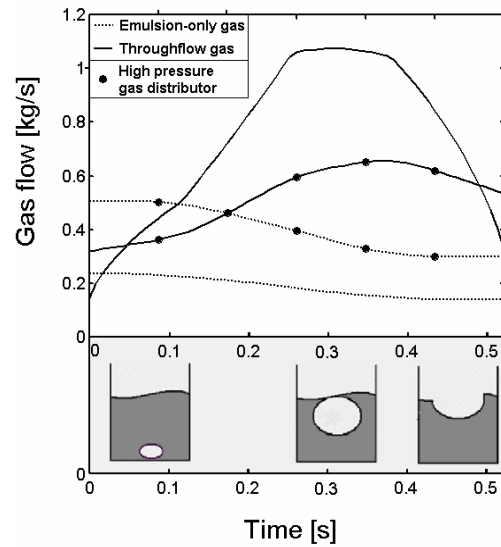 1.2
1
0.8
0.6
0.4
0.2
0
Gas flow [kg/s]
Emulsion-only gas
Throughflow gas
High pressure
gas distributor
0 0.1 0.2 0.3 0.4 0.5
0
0 0.1 0.2 0.3 0.4 0.5
Time [s]